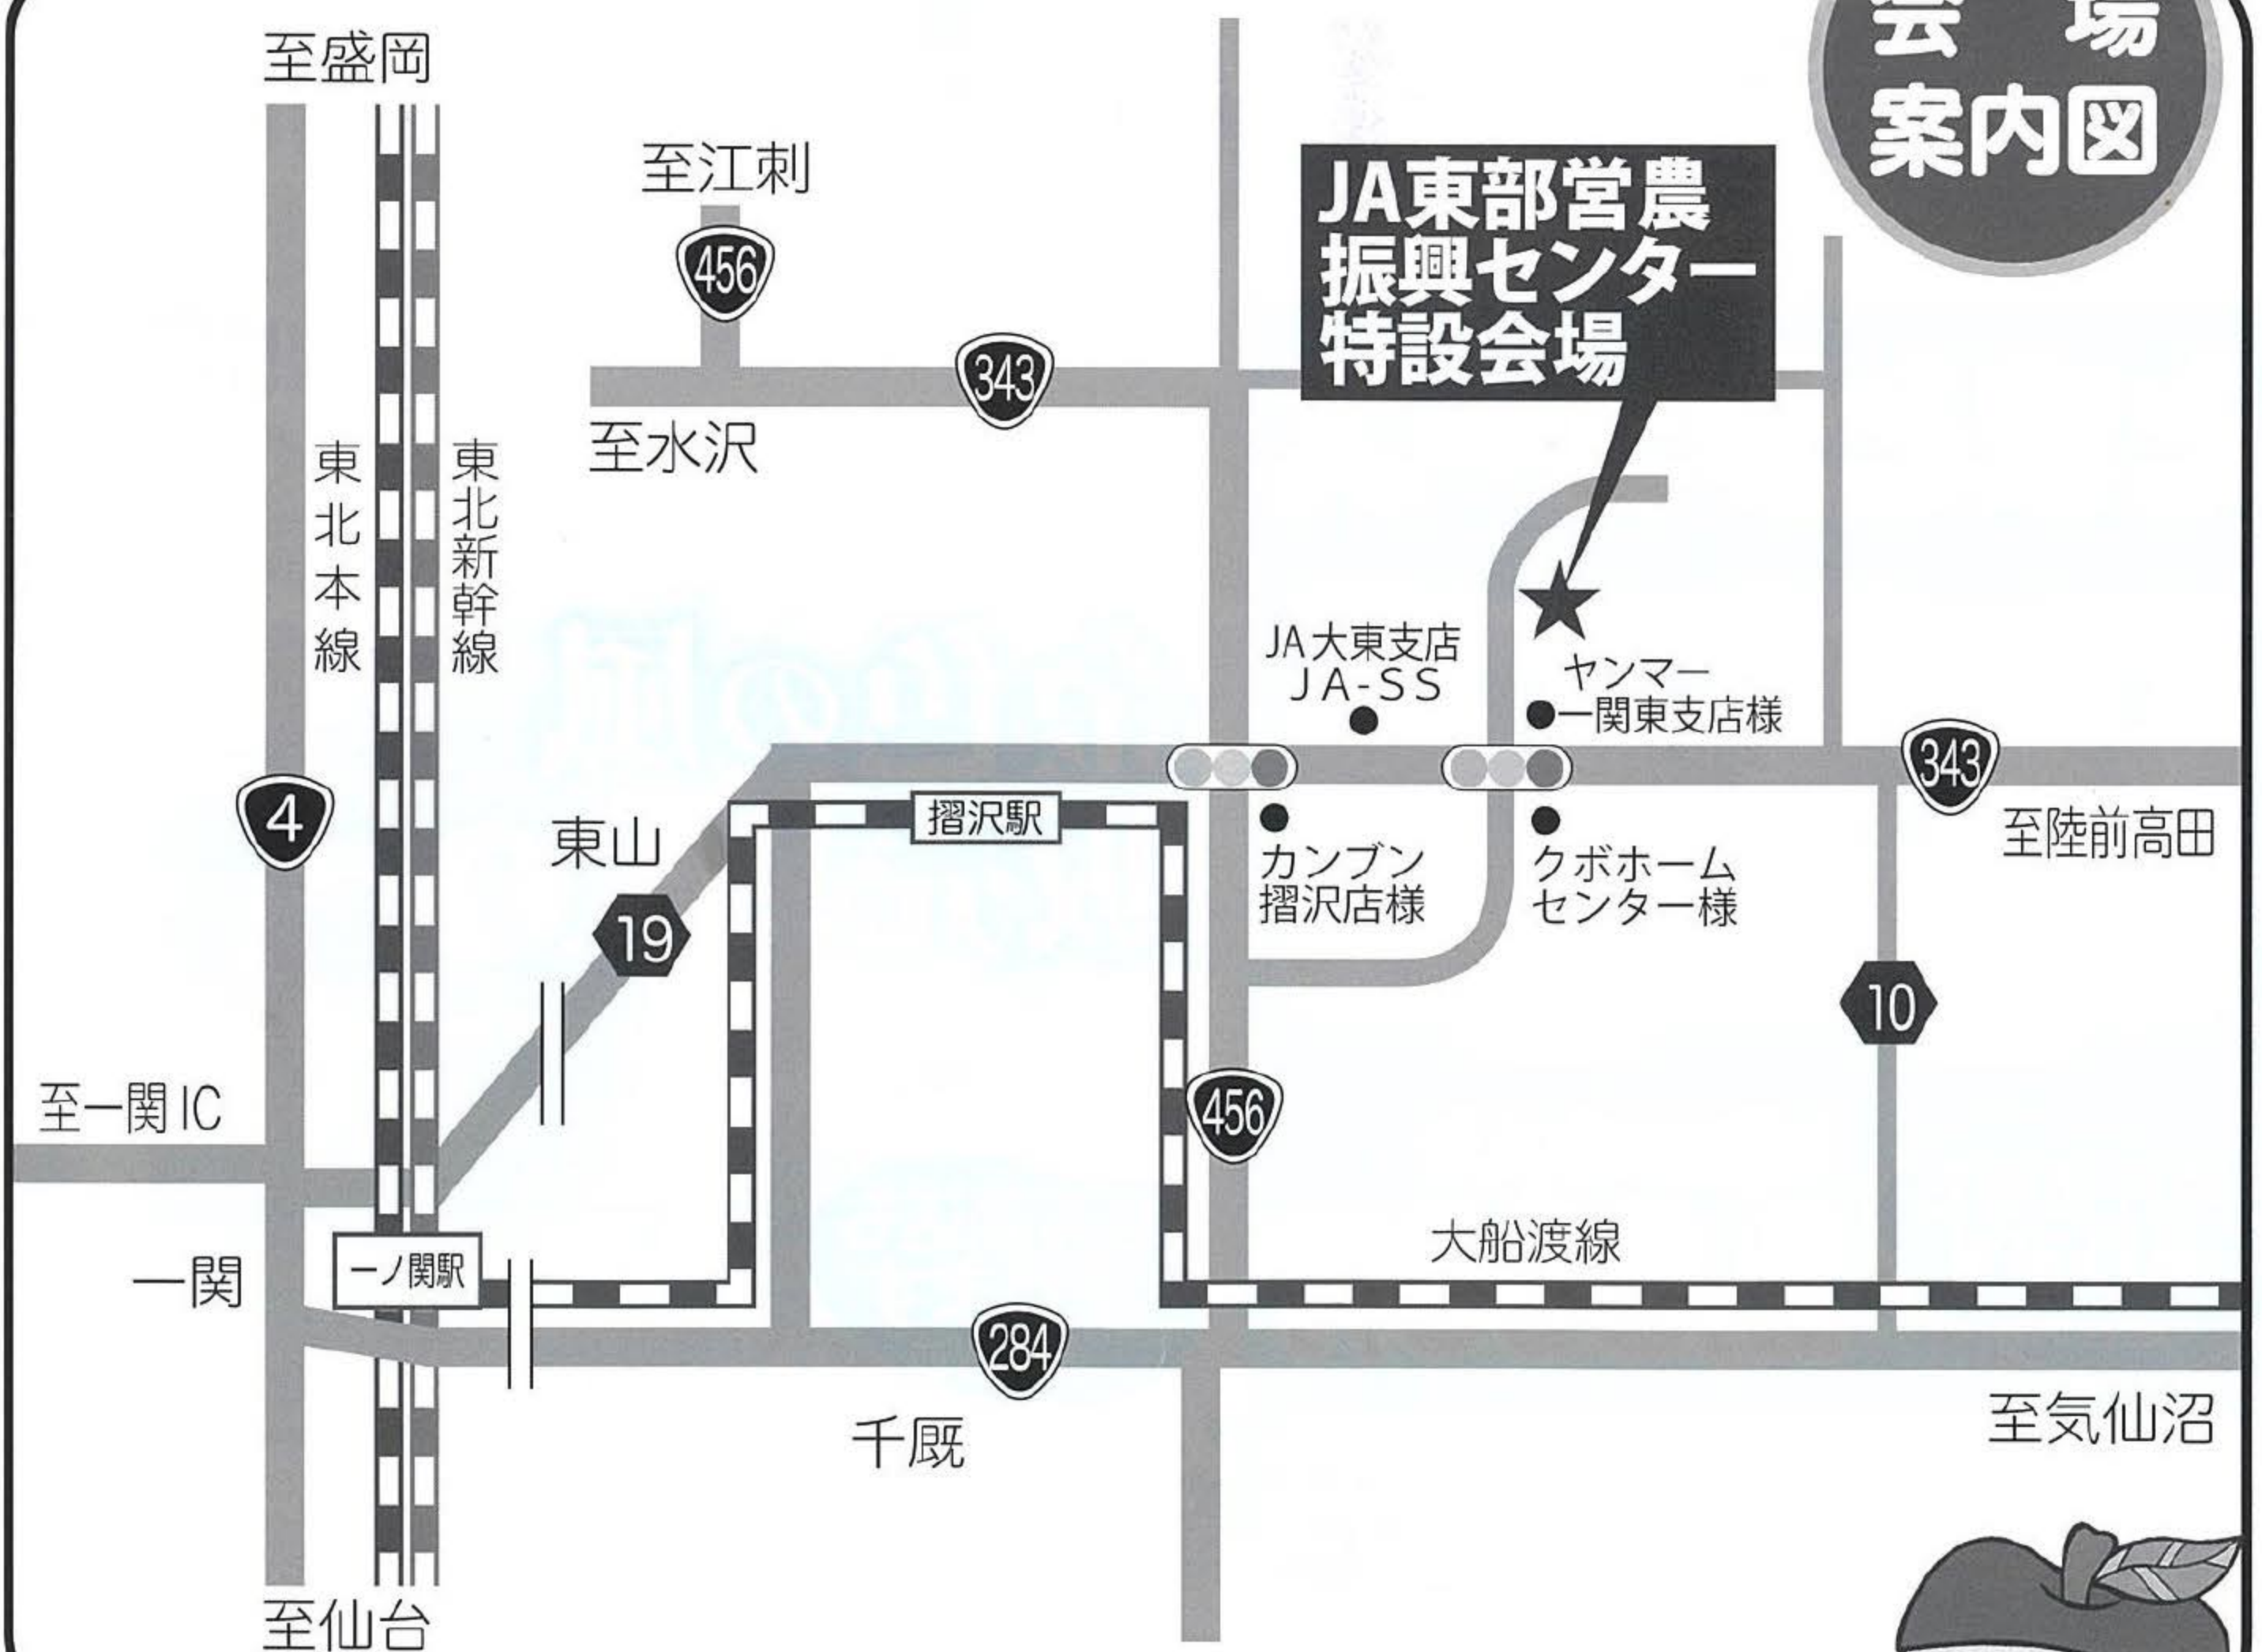 会場
案内図
至盛岡
至江刺
456
JA東部営農
振興センター
特設会場
343
至水沢
東北本線
東北新幹線
JA大東支店
JA-SS
ヤンマー
一関東支店様
343
至陸前高田
4
東山
摺沢駅
カンブン
摺沢店様
クボホーム
センター様
19
10
至一関IC
456
大船渡線
一関
一ノ関駅
284
千厩
至気仙沼
至仙台